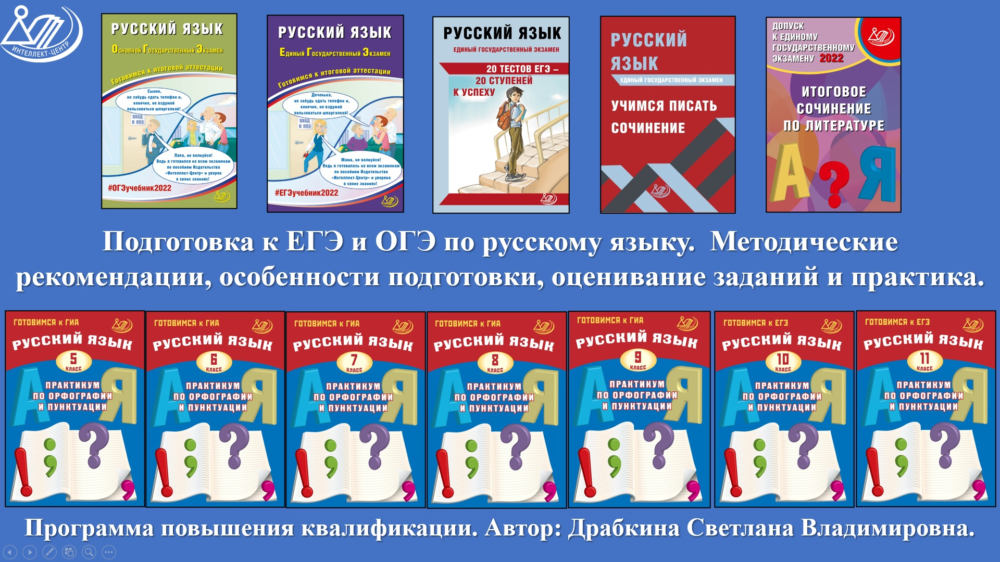 ИНТЕЛЛЕКТ-ЦЕНТР
РУССКИЙ ЯЗЫК
Основной Государственный Экзамен
Готовимся к итоговой аттестации
Сынок,
не забудь сдать телефон и,
конечно, не вздумай
пользоваться шпаргалкой!
ВХОД
В ППЭ
Папа, не волнуйся!
Ведь я готовился ко всем экзаменам
по пособиям Издательства
«Интеллект-Центр» и уверен
в своих знаниях!
#ОГЭучебник2022
РУССКИЙ ЯЗЫК
Единый Государственный Экзамен
Готовимся к итоговой аттестации
Доченька,
не забудь сдать телефон и,
конечно, не вздумай
пользоваться шпаргалкой!
ВХОД
В ППЭ
Мама, не волнуйся!
Ведь я готовилась ко всем экзаменам
по пособиям Издательства
«Интеллект-Центр» и уверена
в своих знаниях!
#ЕГЭучебник2022
РУССКИЙ ЯЗЫК
ЕДИНЫЙ ГОСУДАРСТВЕННЫЙ ЭКЗАМЕН
20 ТЕСТОВ ЕГЭ –
20 СТУПЕНЕЙ
К УСПЕХУ
РУССКИЙ
ЯЗЫК
ЕДИНЫЙ ГОСУДАРСТВЕННЫЙ ЭКЗАМЕН
УЧИМСЯ ПИСАТЬ
СОЧИНЕНИЕ
ДОПУСК
К ЕДИНОМУ
ГОСУДАРСТВЕННОМУ
ЭКЗАМЕНУ 2022
ИТОГОВОЕ
СОЧИНЕНИЕ
ПО ЛИТЕРАТУРЕ
А ? Я
Подготовка к ЕГЭ и ОГЭ по русскому языку. Методические
рекомендации, особенности подготовки, оценивание заданий и практика.
ГОТОВИМСЯ К ГИА
РУССКИЙ ЯЗЫК
5
КЛАСС
А Я
ПРАКТИКУМ
ПО ОРФОГРАФИИ
И ПУНКТУАЦИИ
! ; ? ,
ГОТОВИМСЯ К ГИА
РУССКИЙ ЯЗЫК
6
КЛАСС
А Я
ПРАКТИКУМ
ПО ОРФОГРАФИИ
И ПУНКТУАЦИИ
! ; ? ,
ГОТОВИМСЯ К ГИА
РУССКИЙ ЯЗЫК
7
КЛАСС
А Я
ПРАКТИКУМ
ПО ОРФОГРАФИИ
И ПУНКТУАЦИИ
! ; ? ,
ГОТОВИМСЯ К ГИА
РУССКИЙ ЯЗЫК
8
КЛАСС
А Я
ПРАКТИКУМ
ПО ОРФОГРАФИИ
И ПУНКТУАЦИИ
! ; ? ,
ГОТОВИМСЯ К ГИА
РУССКИЙ ЯЗЫК
9
КЛАСС
А Я
ПРАКТИКУМ
ПО ОРФОГРАФИИ
И ПУНКТУАЦИИ
! ; ? ,
ГОТОВИМСЯ К ЕГЭ
РУССКИЙ ЯЗЫК
10
КЛАСС
А Я
ПРАКТИКУМ
ПО ОРФОГРАФИИ
И ПУНКТУАЦИИ
! ; ? ,
ГОТОВИМСЯ К ЕГЭ
РУССКИЙ ЯЗЫК
11
КЛАСС
А Я
ПРАКТИКУМ
ПО ОРФОГРАФИИ
И ПУНКТУАЦИИ
! ; ? ,
Программа повышения квалификации. Автор: Драбкина Светлана Владимировна.